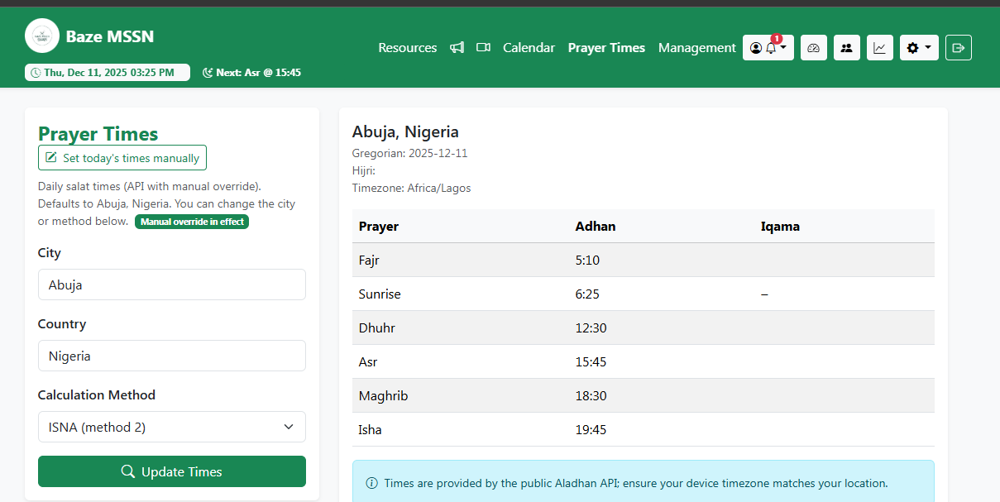 Baze MSSN
Resources Calendar Prayer Times Management 1
Thu, Dec 11, 2025 03:25 PM Next: Asr @ 15:45
Prayer Times
Set today's times manually
Daily salat times (API with manual override).
Defaults to Abuja, Nigeria. You can change the city
or method below. Manual override in effect
City
Abuja
Country
Nigeria
Calculation Method
ISNA (method 2)
Update Times
Abuja, Nigeria
Gregorian: 2025-12-11
Hijri:
Timezone: Africa/Lagos
Prayer Adhan Iqama
Fajr 5:10
Sunrise 6:25 –
Dhuhr 12:30
Asr 15:45
Maghrib 18:30
Isha 19:45
Times are provided by the public Aladhan API; ensure your device timezone matches your location.